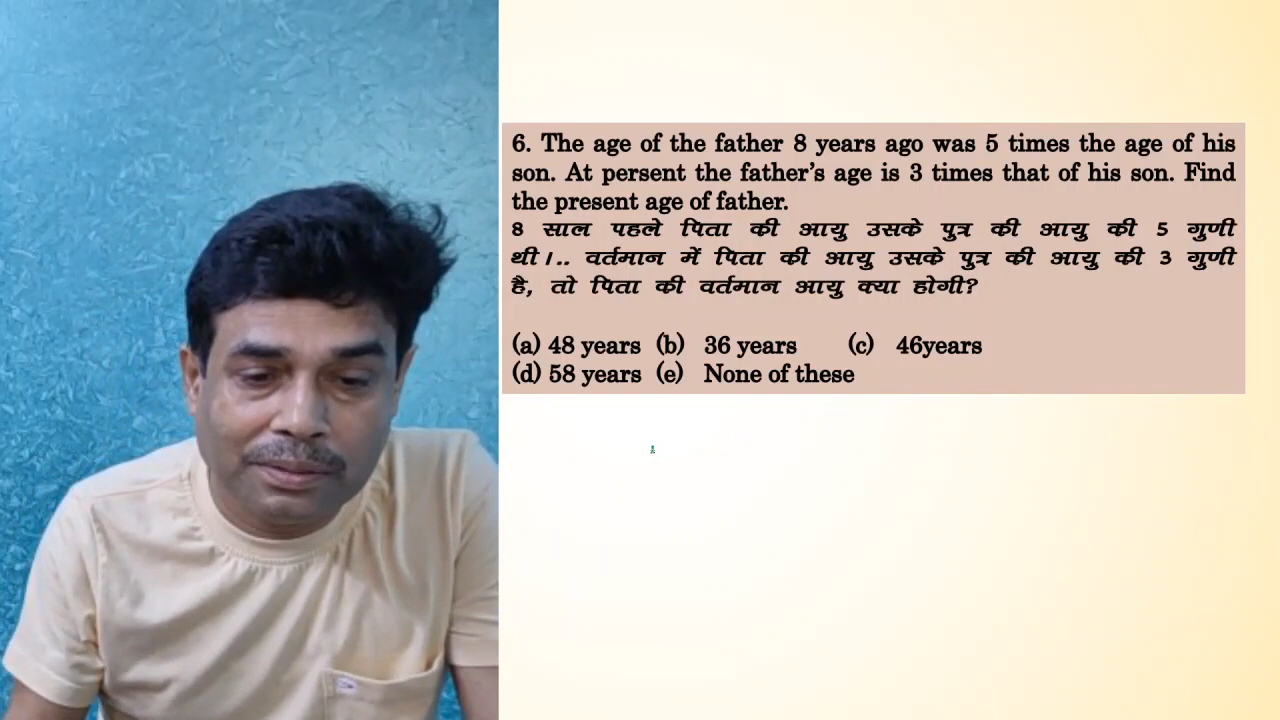 6. The age of the father 8 years ago was 5 times the age of his
son. At persent the father's age is 3 times that of his son. Find
the present age of father.
8 साल पहले पिता की आयु उसके पुत्र की आयु की 5 गुणी
थी।.. वर्तमान में पिता की आयु उसके पुत्र की आयु की 3 गुणी
है, तो पिता की वर्तमान आयु क्या होगी?
(a) 48 years (b) 36 years (c) 46years
(d) 58 years (e) None of these